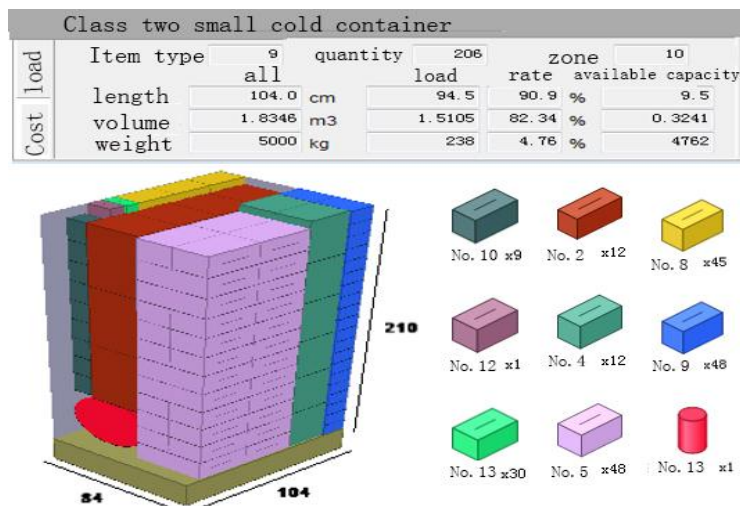 Class two small cold container
load
Cost
Item type 9 quantity 206 zone 10
all load rate available capacity
length 104.0 cm 94.5 90.9 % 9.5
volume 1.8346 m3 1.5105 82.34 % 0.3241
weight 5000 kg 238 4.76 % 4762
210
84
104
No. 10 x9
No. 2 x12
No. 8 x45
No. 12 x1
No. 4 x12
No. 9 x48
No. 13 x30
No. 5 x48
No. 13 x1